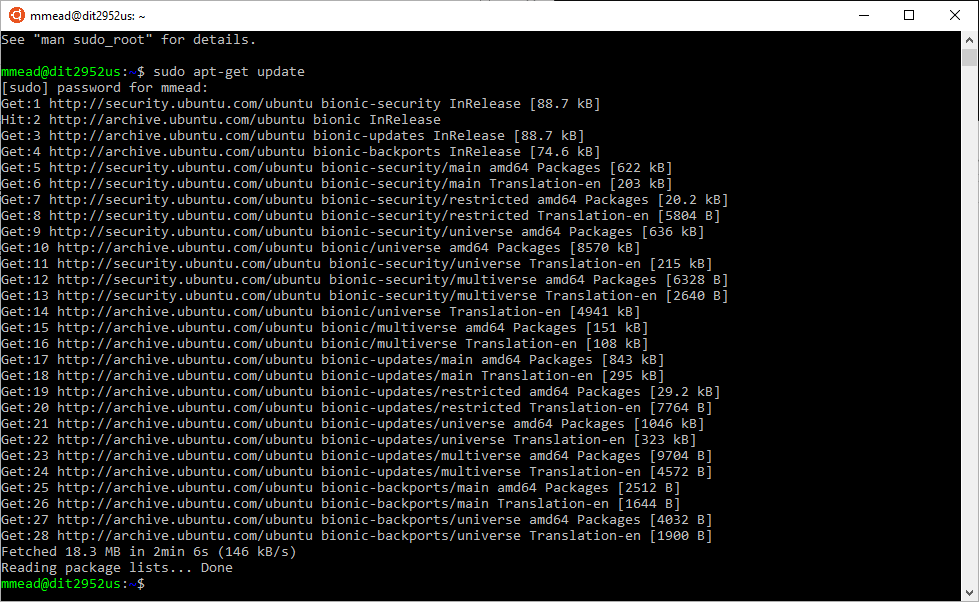 mmead@dit2952us: ~
See "man sudo_root" for details.
mmead@dit2952us:~$ sudo apt-get update
[sudo] password for mmead:
Get:1 http://security.ubuntu.com/ubuntu bionic-security InRelease [88.7 kB]
Hit:2 http://archive.ubuntu.com/ubuntu bionic InRelease
Get:3 http://archive.ubuntu.com/ubuntu bionic-updates InRelease [88.7 kB]
Get:4 http://archive.ubuntu.com/ubuntu bionic-backports InRelease [74.6 kB]
Get:5 http://security.ubuntu.com/ubuntu bionic-security/main amd64 Packages [622 kB]
Get:6 http://security.ubuntu.com/ubuntu bionic-security/main Translation-en [203 kB]
Get:7 http://security.ubuntu.com/ubuntu bionic-security/restricted amd64 Packages [20.2 kB]
Get:8 http://security.ubuntu.com/ubuntu bionic-security/restricted Translation-en [5804 B]
Get:9 http://security.ubuntu.com/ubuntu bionic-security/universe amd64 Packages [636 kB]
Get:10 http://archive.ubuntu.com/ubuntu bionic/universe amd64 Packages [8570 kB]
Get:11 http://security.ubuntu.com/ubuntu bionic-security/universe Translation-en [215 kB]
Get:12 http://security.ubuntu.com/ubuntu bionic-security/multiverse amd64 Packages [6328 B]
Get:13 http://security.ubuntu.com/ubuntu bionic-security/multiverse Translation-en [2640 B]
Get:14 http://archive.ubuntu.com/ubuntu bionic/universe Translation-en [4941 kB]
Get:15 http://archive.ubuntu.com/ubuntu bionic/multiverse amd64 Packages [151 kB]
Get:16 http://archive.ubuntu.com/ubuntu bionic/multiverse Translation-en [108 kB]
Get:17 http://archive.ubuntu.com/ubuntu bionic-updates/main amd64 Packages [843 kB]
Get:18 http://archive.ubuntu.com/ubuntu bionic-updates/main Translation-en [295 kB]
Get:19 http://archive.ubuntu.com/ubuntu bionic-updates/restricted amd64 Packages [29.2 kB]
Get:20 http://archive.ubuntu.com/ubuntu bionic-updates/restricted Translation-en [7764 B]
Get:21 http://archive.ubuntu.com/ubuntu bionic-updates/universe amd64 Packages [1046 kB]
Get:22 http://archive.ubuntu.com/ubuntu bionic-updates/universe Translation-en [323 kB]
Get:23 http://archive.ubuntu.com/ubuntu bionic-updates/multiverse amd64 Packages [9704 B]
Get:24 http://archive.ubuntu.com/ubuntu bionic-updates/multiverse Translation-en [4572 B]
Get:25 http://archive.ubuntu.com/ubuntu bionic-backports/main amd64 Packages [2512 B]
Get:26 http://archive.ubuntu.com/ubuntu bionic-backports/main Translation-en [1644 B]
Get:27 http://archive.ubuntu.com/ubuntu bionic-backports/universe amd64 Packages [4032 B]
Get:28 http://archive.ubuntu.com/ubuntu bionic-backports/universe Translation-en [1900 B]
Fetched 18.3 MB in 2min 6s (146 kB/s)
Reading package lists... Done
mmead@dit2952us:~$